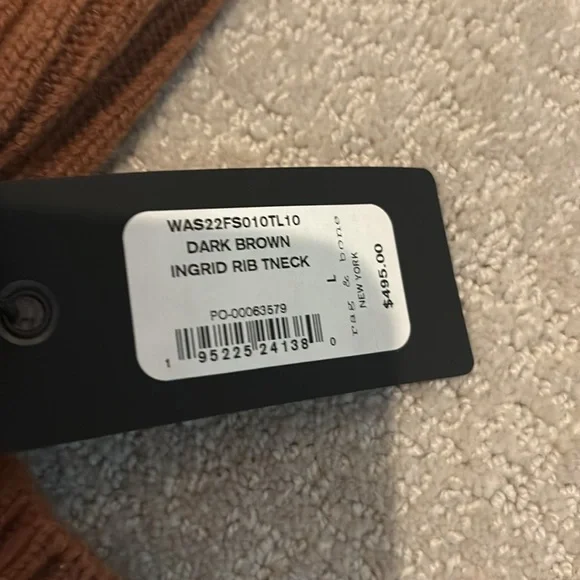 WAS22FS010TL10
DARK BROWN
INGRID RIB TNECK
PO-00063579
1 95225 24138 0
L
rag & bone
NEW YORK
$495.00